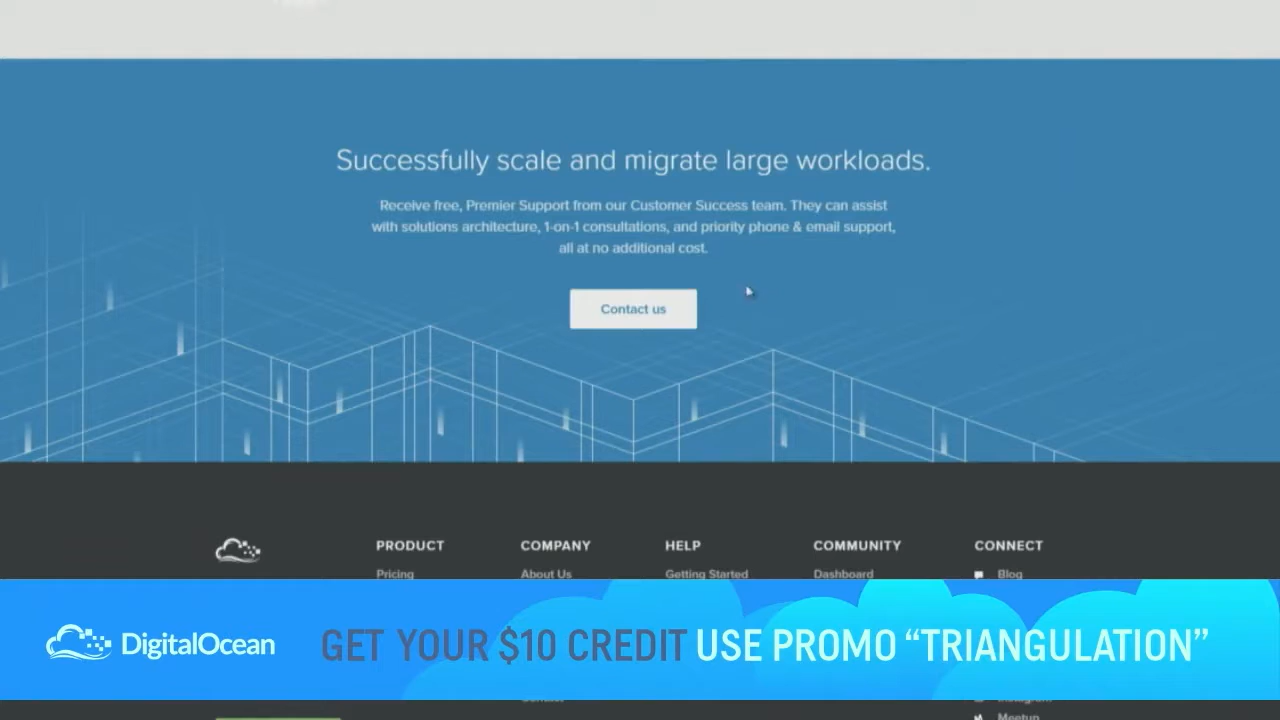 Successfully scale and migrate large workloads.
Receive free, Premier Support from our Customer Success team. They can assist
with solutions architecture, 1-on-1 consultations, and priority phone & email support,
all at no additional cost.
Contact us
PRODUCT
COMPANY
HELP
COMMUNITY
CONNECT
Pricing
About Us
Getting Started
Dashboard
Blog
DigitalOcean
GET YOUR $10 CREDIT USE PROMO “TRIANGULATION”
Meetup